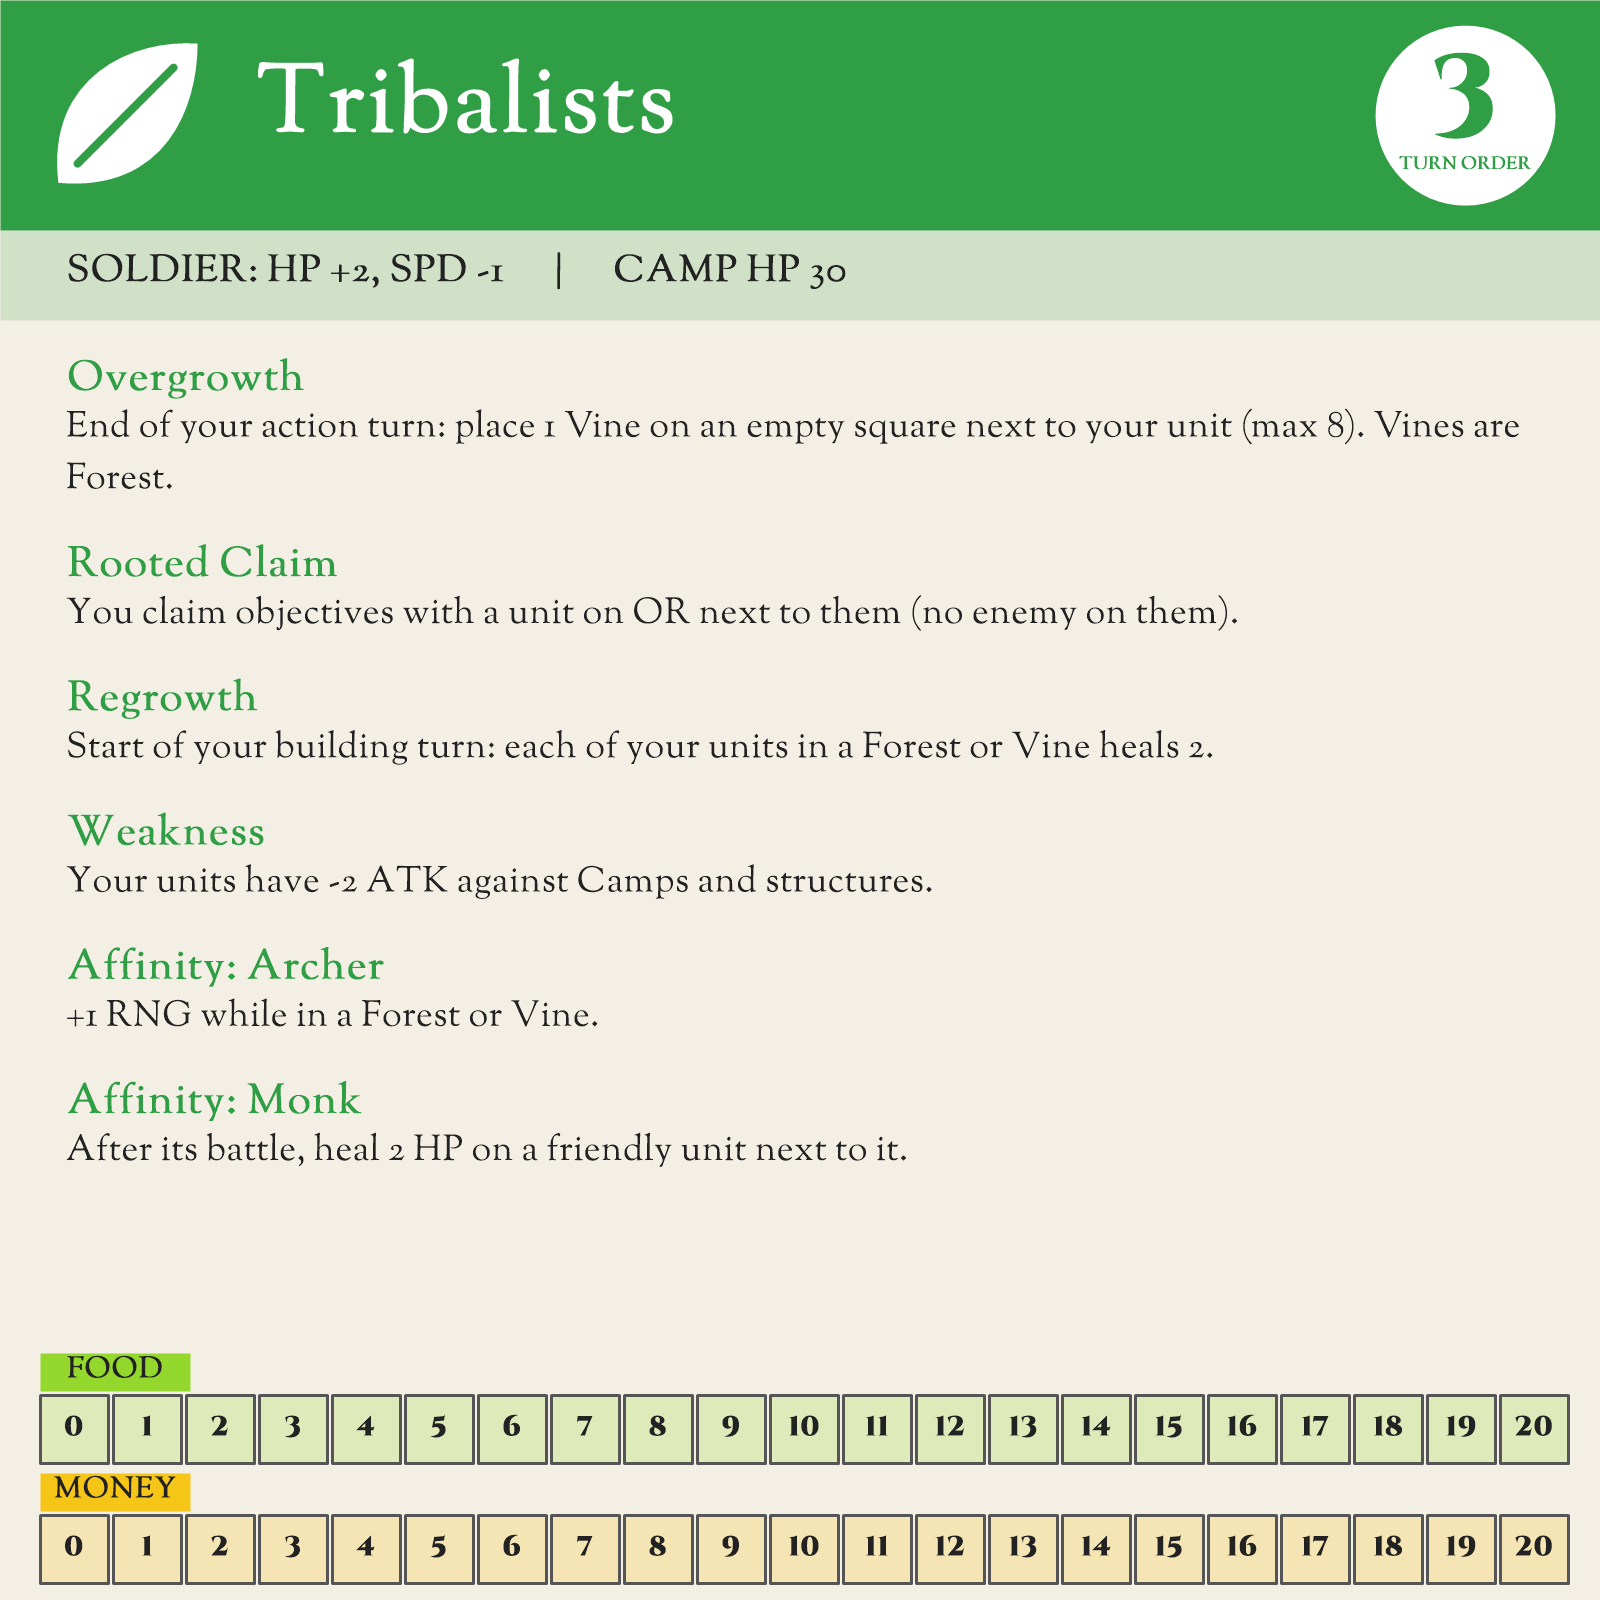 Tribalists
3
TURN ORDER
SOLDIER: HP +2, SPD -1 | CAMP HP 30
Overgrowth
End of your action turn: place 1 Vine on an empty square next to your unit (max 8). Vines are
Forest.
Rooted Claim
You claim objectives with a unit on OR next to them (no enemy on them).
Regrowth
Start of your building turn: each of your units in a Forest or Vine heals 2.
Weakness
Your units have -2 ATK against Camps and structures.
Affinity: Archer
+1 RNG while in a Forest or Vine.
Affinity: Monk
After its battle, heal 2 HP on a friendly unit next to it.
FOOD
0 1 2 3 4 5 6 7 8 9 10 11 12 13 14 15 16 17 18 19 20
MONEY
0 1 2 3 4 5 6 7 8 9 10 11 12 13 14 15 16 17 18 19 20